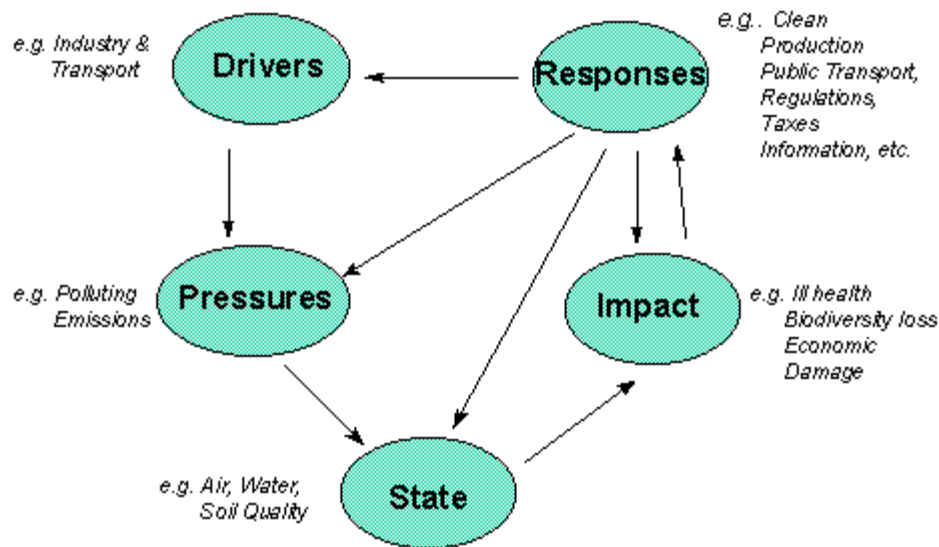 e.g. Industry &
Transport
Drivers
Responses
e.g.. Clean
Production
Public Transport,
Regulations,
Taxes
Information, etc.
e.g. Polluting
Emissions
Pressures
Impact
e.g. Ill health
Biodiversity loss
Economic
Damage
e.g. Air, Water,
Soil Quality
State